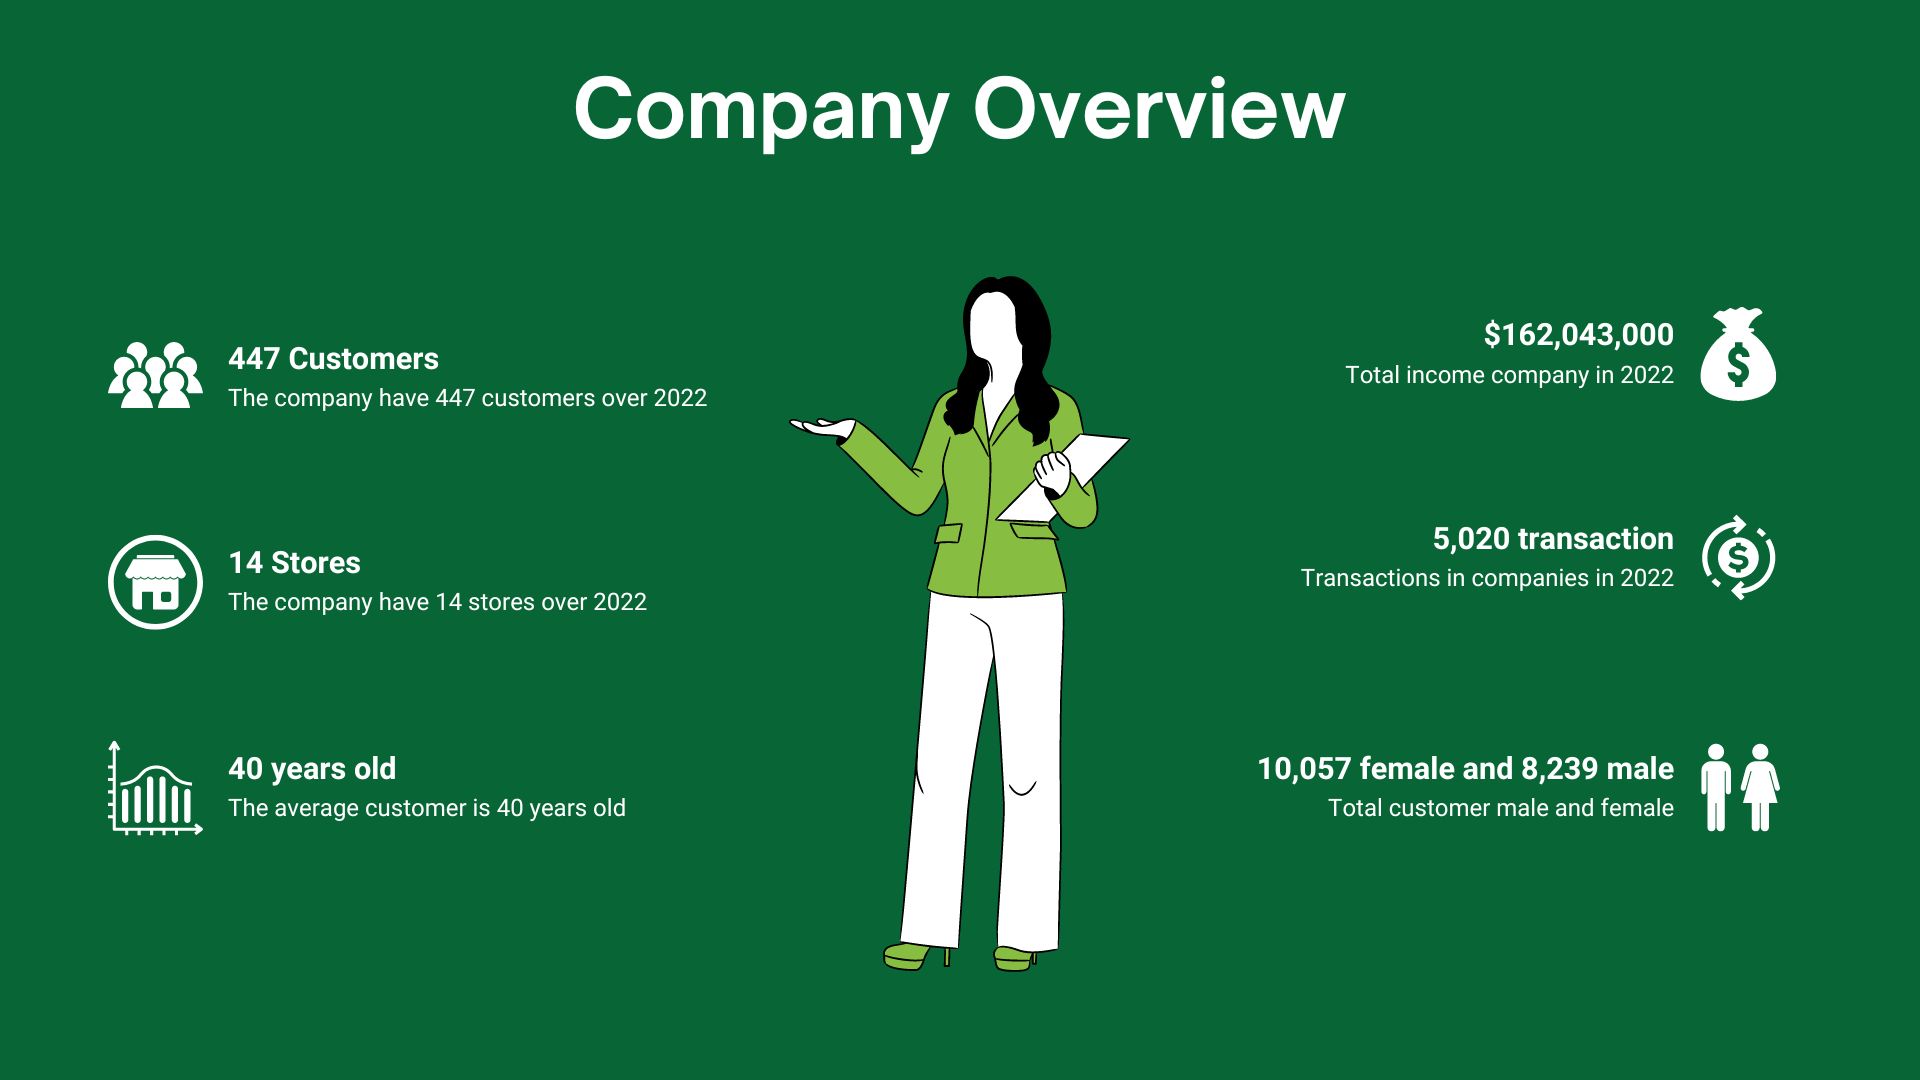 Company Overview
447 Customers
The company have 447 customers over 2022
14 Stores
The company have 14 stores over 2022
40 years old
The average customer is 40 years old
$162,043,000
Total income company in 2022
5,020 transaction
Transactions in companies in 2022
10,057 female and 8,239 male
Total customer male and female